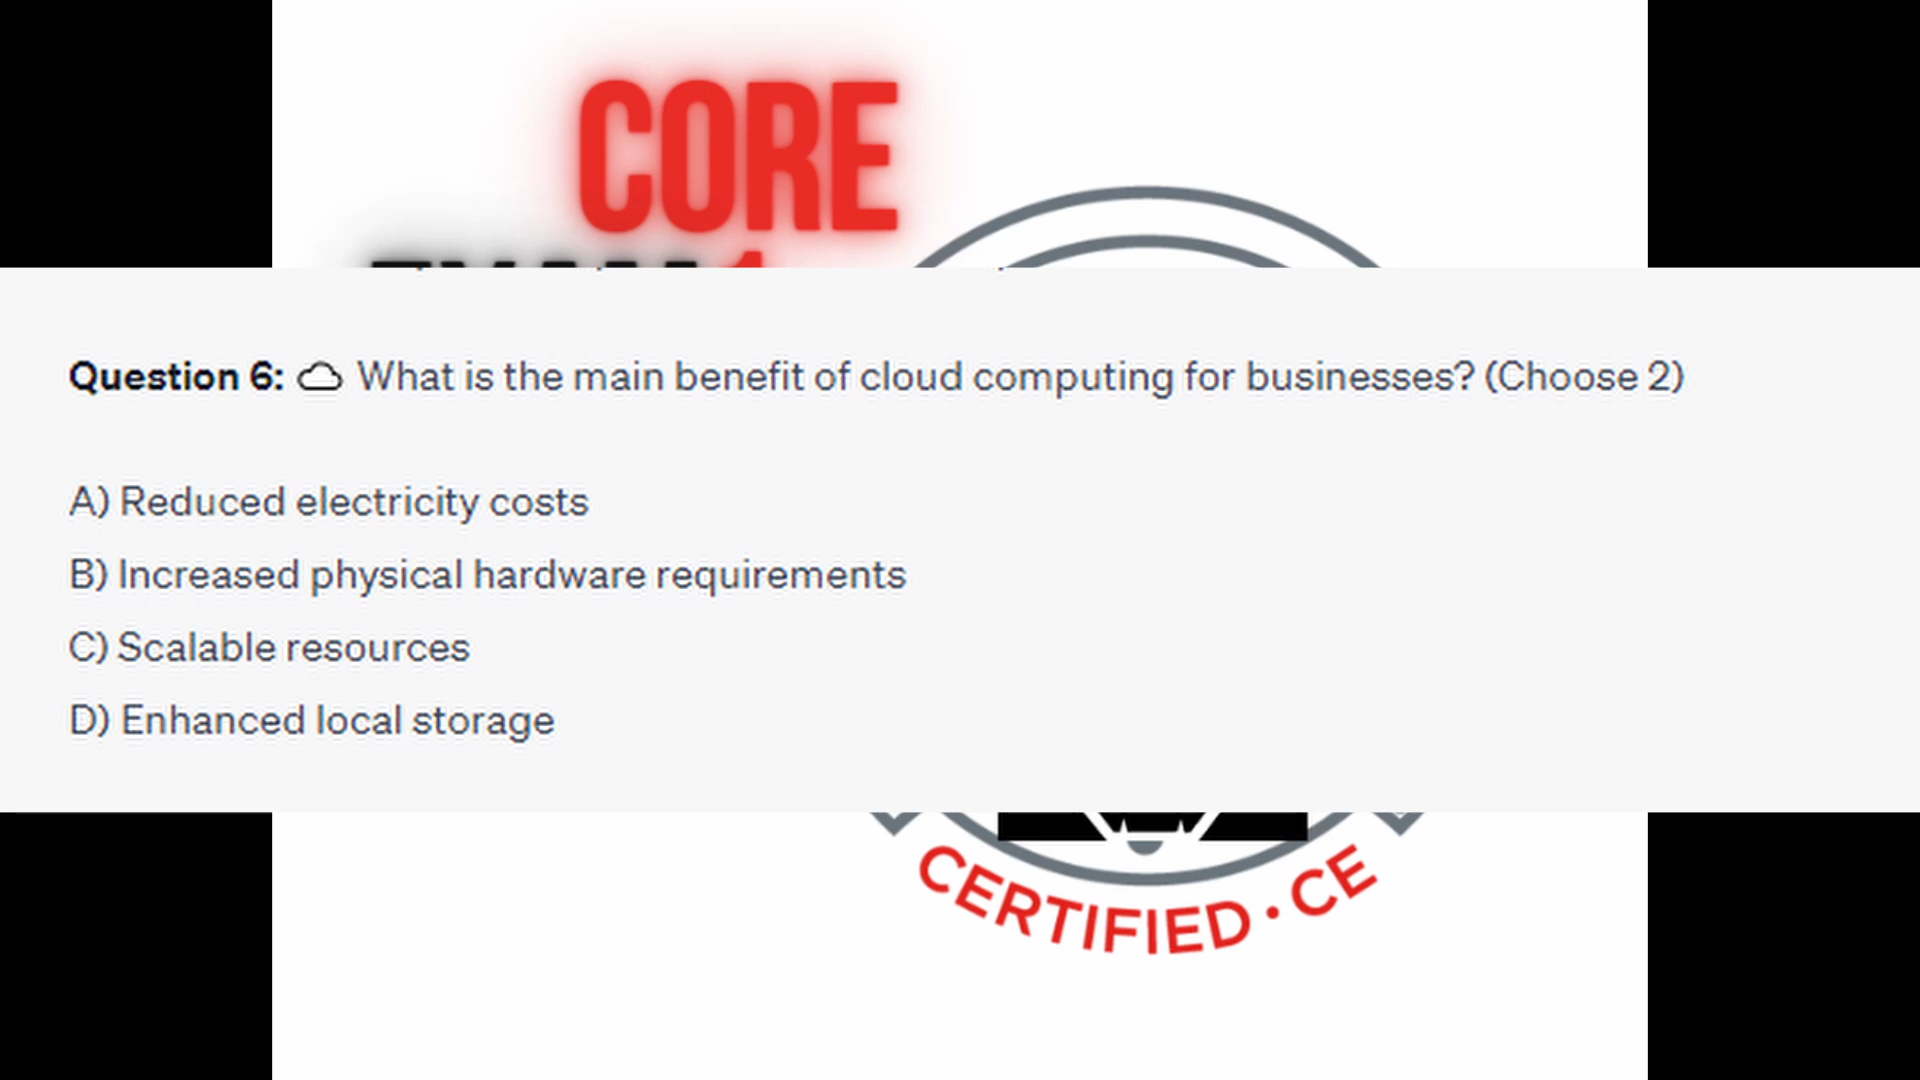 CORE
Question 6: What is the main benefit of cloud computing for businesses? (Choose 2)
A) Reduced electricity costs
B) Increased physical hardware requirements
C) Scalable resources
D) Enhanced local storage
CERTIFIED • CE